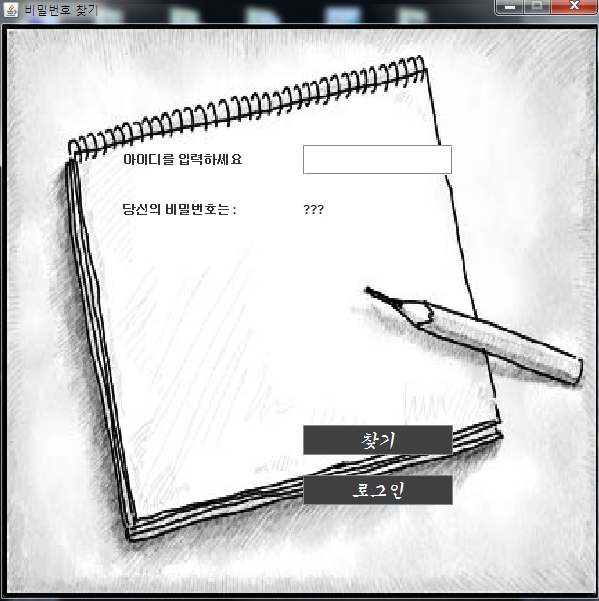 비밀번호 찾기
아이디를 입력하세요
당신의 비밀번호는 :
???
찾기
로그인